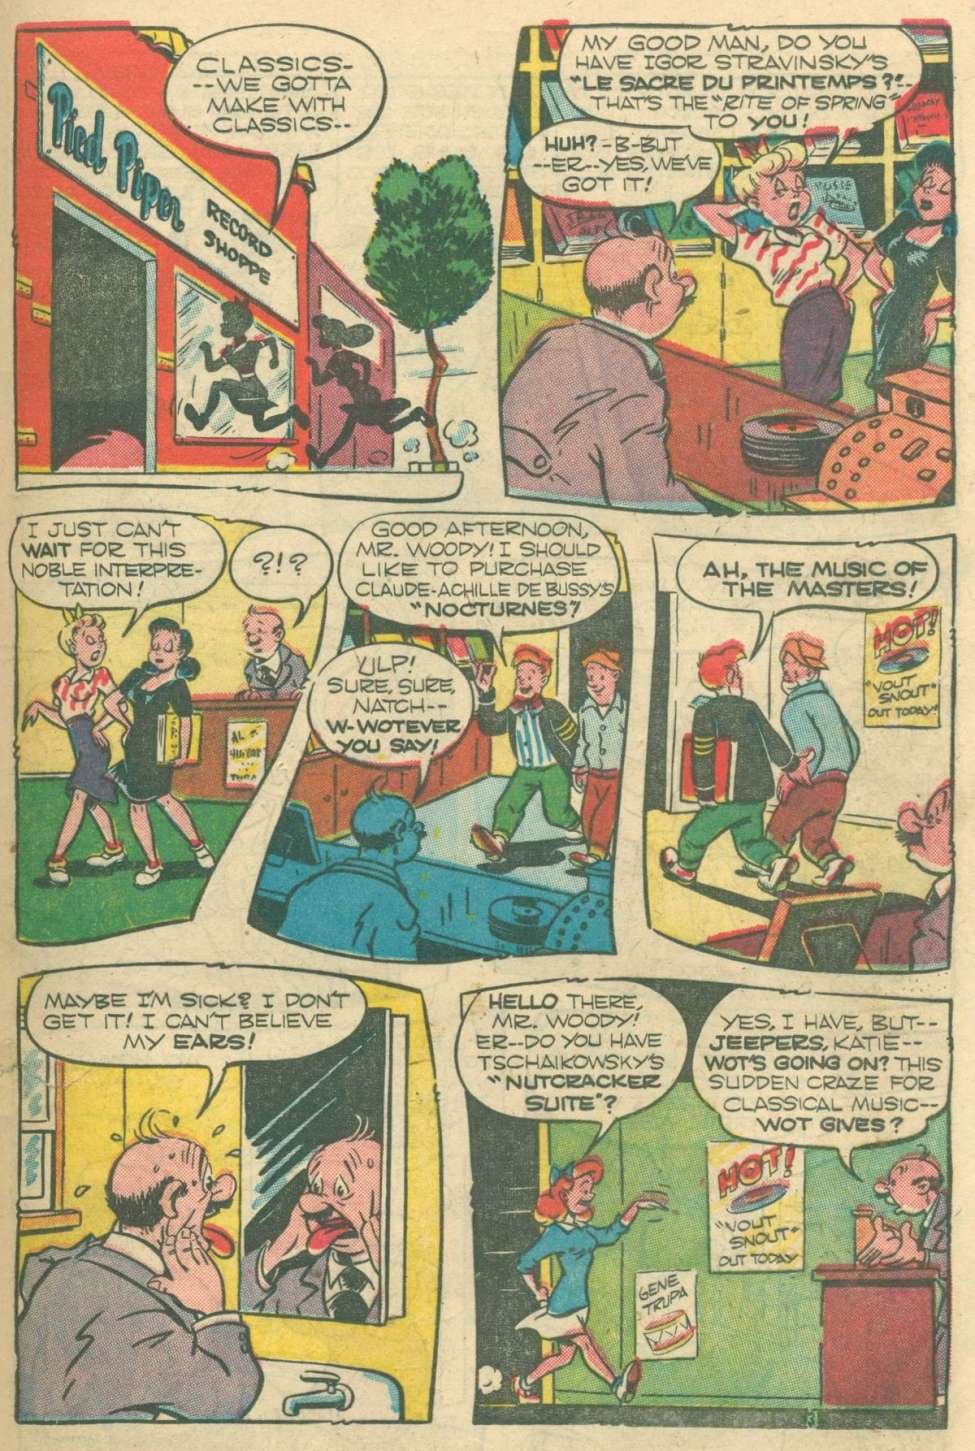 CLASSICS-
--WE GOTTA
MAKE WITH
CLASSICS--
Pied Piper
RECORD
SHOPPE
MY GOOD MAN, DO YOU
HAVE IGOR STRAVINSKY'S
"LE SACRE DU PRINTEMPS?"--
THAT'S THE "RITE OF SPRING"
TO YOU!
HUH? -B-BUT
--ER--YES, WE'VE
GOT IT!
I JUST CAN'T
WAIT FOR THIS
NOBLE INTERPRE-
TATION!
?!?
GOOD AFTERNOON,
MR. WOODY! I SHOULD
LIKE TO PURCHASE
CLAUDE-ACHILLE DE BUSSY'S
"NOCTURNES"!
ULP!
SURE, SURE,
NATCH--
W-WOTEVER
YOU SAY!
AH, THE MUSIC OF
THE MASTERS!
HOT!
"VOUT
SNOUT"
OUT TODAY!
MAYBE I'M SICK? I DON'T
GET IT! I CAN'T BELIEVE
MY EARS!
HELLO THERE,
MR. WOODY!
ER--DO YOU HAVE
TSCHAIKOWSKY'S
"NUTCRACKER
SUITE"?
YES, I HAVE, BUT--
JEEPERS, KATIE--
WOT'S GOING ON? THIS
SUDDEN CRAZE FOR
CLASSICAL MUSIC--
WOT GIVES?
HOT!
"VOUT
SNOUT"
OUT TODAY
GENE
TRUPA
3